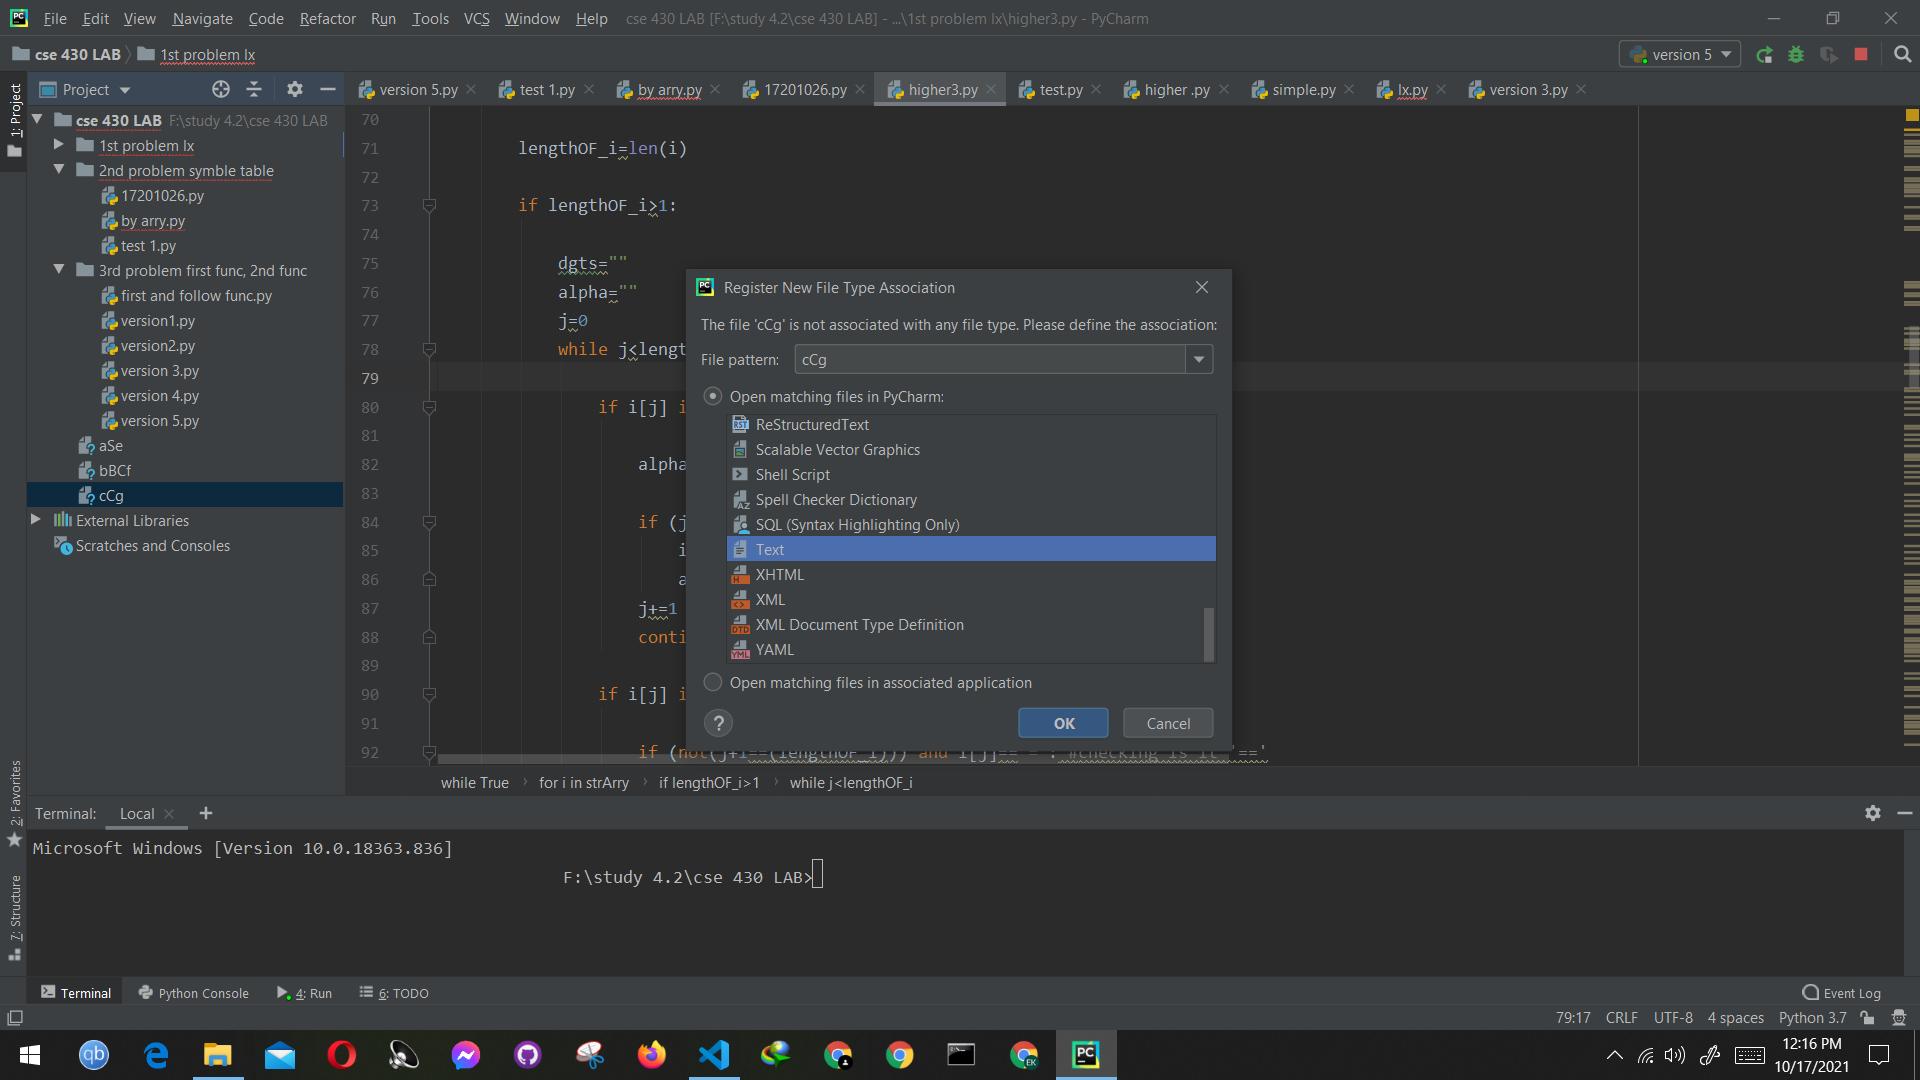 File Edit View Navigate Code Refactor Run Tools VCS Window Help cse 430 LAB [F:\study 4.2\cse 430 LAB] - ...\1st problem lx\higher3.py - PyCharm
cse 430 LAB 1st problem lx version 5
Project version 5.py test 1.py by arry.py 17201026.py higher3.py test.py higher .py simple.py lx.py version 3.py
1: Project
cse 430 LAB F:\study 4.2\cse 430 LAB
1st problem lx
2nd problem symble table
17201026.py
by arry.py
test 1.py
3rd problem first func, 2nd func
first and follow func.py
version1.py
version2.py
version 3.py
version 4.py
version 5.py
aSe
bBCf
cCg
External Libraries
Scratches and Consoles
70
71 lengthOF_i=len(i)
72
73 if lengthOF_i>1:
74
75 dgts=""
76 alpha=""
77 j=0
78 while j<lengt
79
80 if i[j] i
81
82 alpha
83
84 if (j
85 i
86 a
87 j+=1
88 conti
89
90 if i[j] i
91
92 if (not(j+1==(lengthOF_i))) and i[j]=='=': #checking is it '=='
Register New File Type Association
The file 'cCg' is not associated with any file type. Please define the association:
File pattern: cCg
Open matching files in PyCharm:
RST ReStructuredText
Scalable Vector Graphics
Shell Script
AZ Spell Checker Dictionary
SQL (Syntax Highlighting Only)
Text
H XHTML
XML
DTD XML Document Type Definition
YML YAML
Open matching files in associated application
? OK Cancel
while True for i in strArry if lengthOF_i>1 while j<lengthOF_i
2: Favorites
7: Structure
Terminal: Local +
Microsoft Windows [Version 10.0.18363.836]
F:\study 4.2\cse 430 LAB>
Terminal Python Console 4: Run 6: TODO Event Log
79:17 CRLF UTF-8 4 spaces Python 3.7
qb EK PC
12:16 PM
10/17/2021